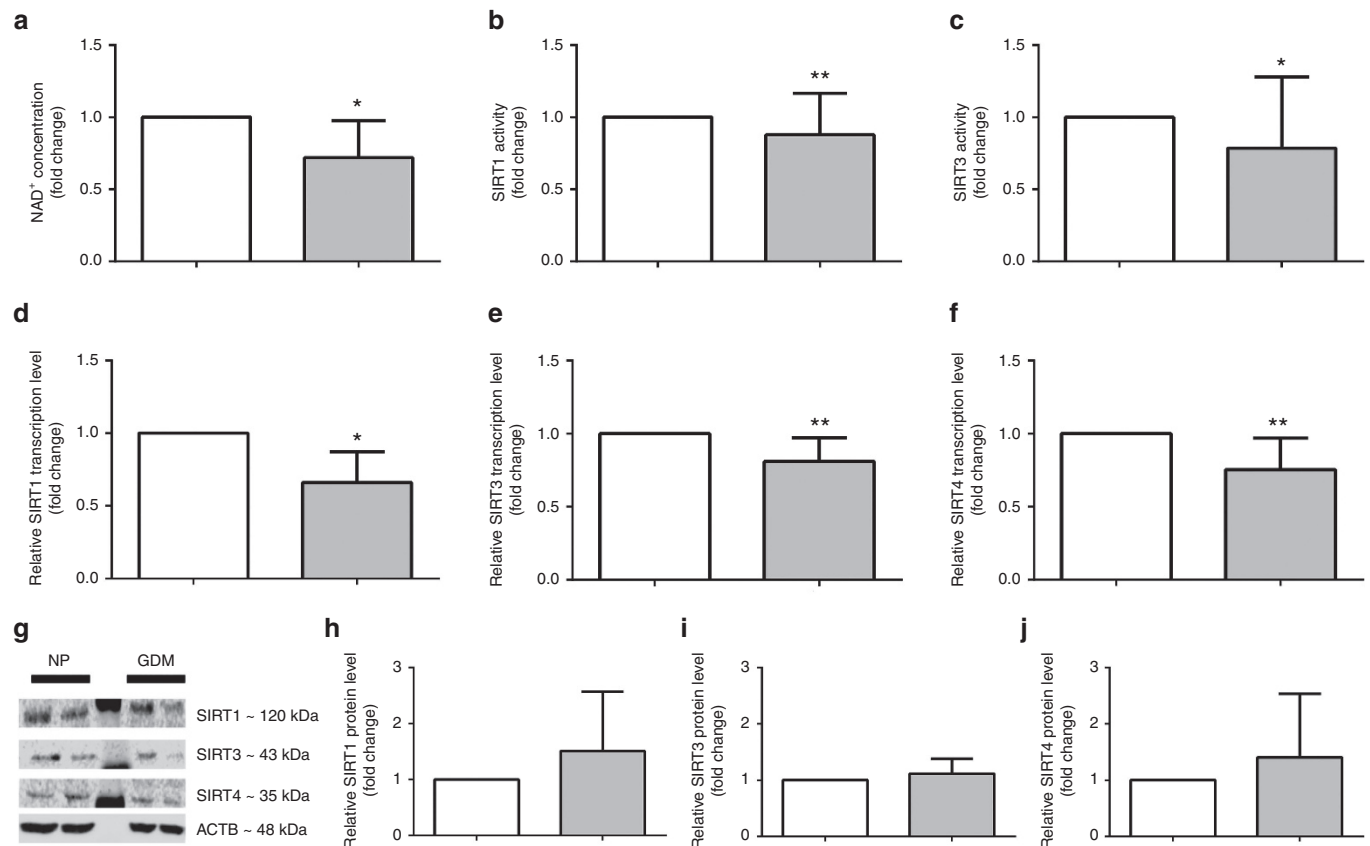 a
NAD+ concentration
(fold change)
1.5
1.0
0.5
0.0
*
b
SIRT1 activity
(fold change)
1.5
1.0
0.5
0.0
**
c
SIRT3 activity
(fold change)
1.5
1.0
0.5
0.0
*
d
Relative SIRT1 transcription level
(fold change)
1.5
1.0
0.5
0.0
*
e
Relative SIRT3 transcription level
(fold change)
1.5
1.0
0.5
0.0
**
f
Relative SIRT4 transcription level
(fold change)
1.5
1.0
0.5
0.0
**
g
NP
GDM
SIRT1 ~ 120 kDa
SIRT3 ~ 43 kDa
SIRT4 ~ 35 kDa
ACTB ~ 48 kDa
h
Relative SIRT1 protein level
(fold change)
3
2
1
0
i
Relative SIRT3 protein level
(fold change)
3
2
1
0
j
Relative SIRT4 protein level
(fold change)
3
2
1
0